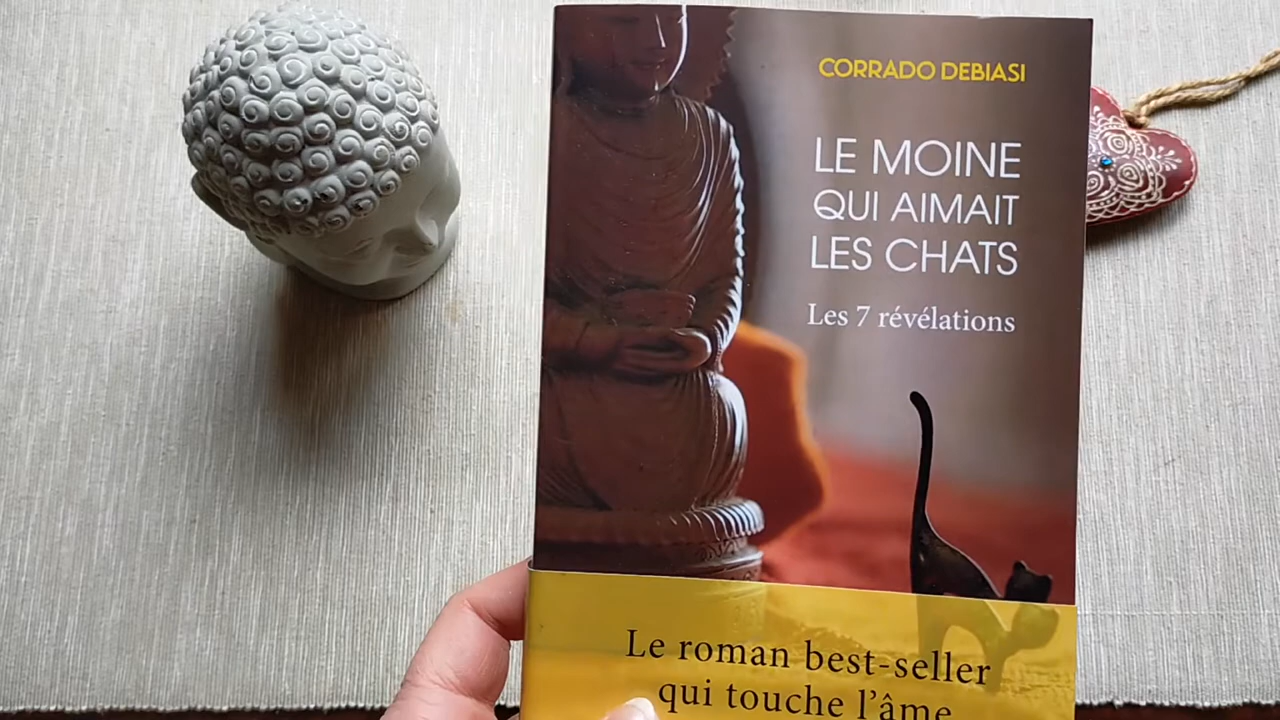 CORRADO DEBIASI
LE MOINE
QUI AIMAIT
LES CHATS
Les 7 révélations
Le roman best-seller
qui touche l'âme